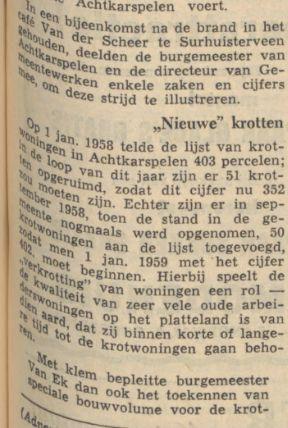 Achtkarspelen voert.
In een bijeenkomst na de brand in het
café Van der Scheer te Surhuisterveen
gehouden, deelden de burgemeester van
Achtkarspelen en de directeur van Ge-
meentewerken enkele zaken en cijfers
mee, om deze strijd te illustreren.
„Nieuwe” krotten
Op 1 jan. 1958 telde de lijst van krot-
woningen in Achtkarspelen 403 percelen;
in de loop van dit jaar zijn er 51 krot-
ten opgeruimd, zodat dit cijfer nu 352
zou moeten zijn. Echter zijn er in sep-
tember 1958, toen de stand in de ge-
meente nogmaals werd opgenomen, 50
krotwoningen aan de lijst toegevoegd,
zodat men 1 jan. 1959 met het cijfer
402, moet beginnen. Hierbij speelt de
„verkrotting” van woningen een rol —
de kwaliteit van zeer vele oude arbei-
derswoningen op het platteland is van
dien aard, dat zij binnen korte of lange-
re tijd tot de krotwoningen gaan beho-
ren.
Met klem bepleitte burgemeester
Van Ek dan ook het toekennen van
speciale bouwvolume voor de krot-